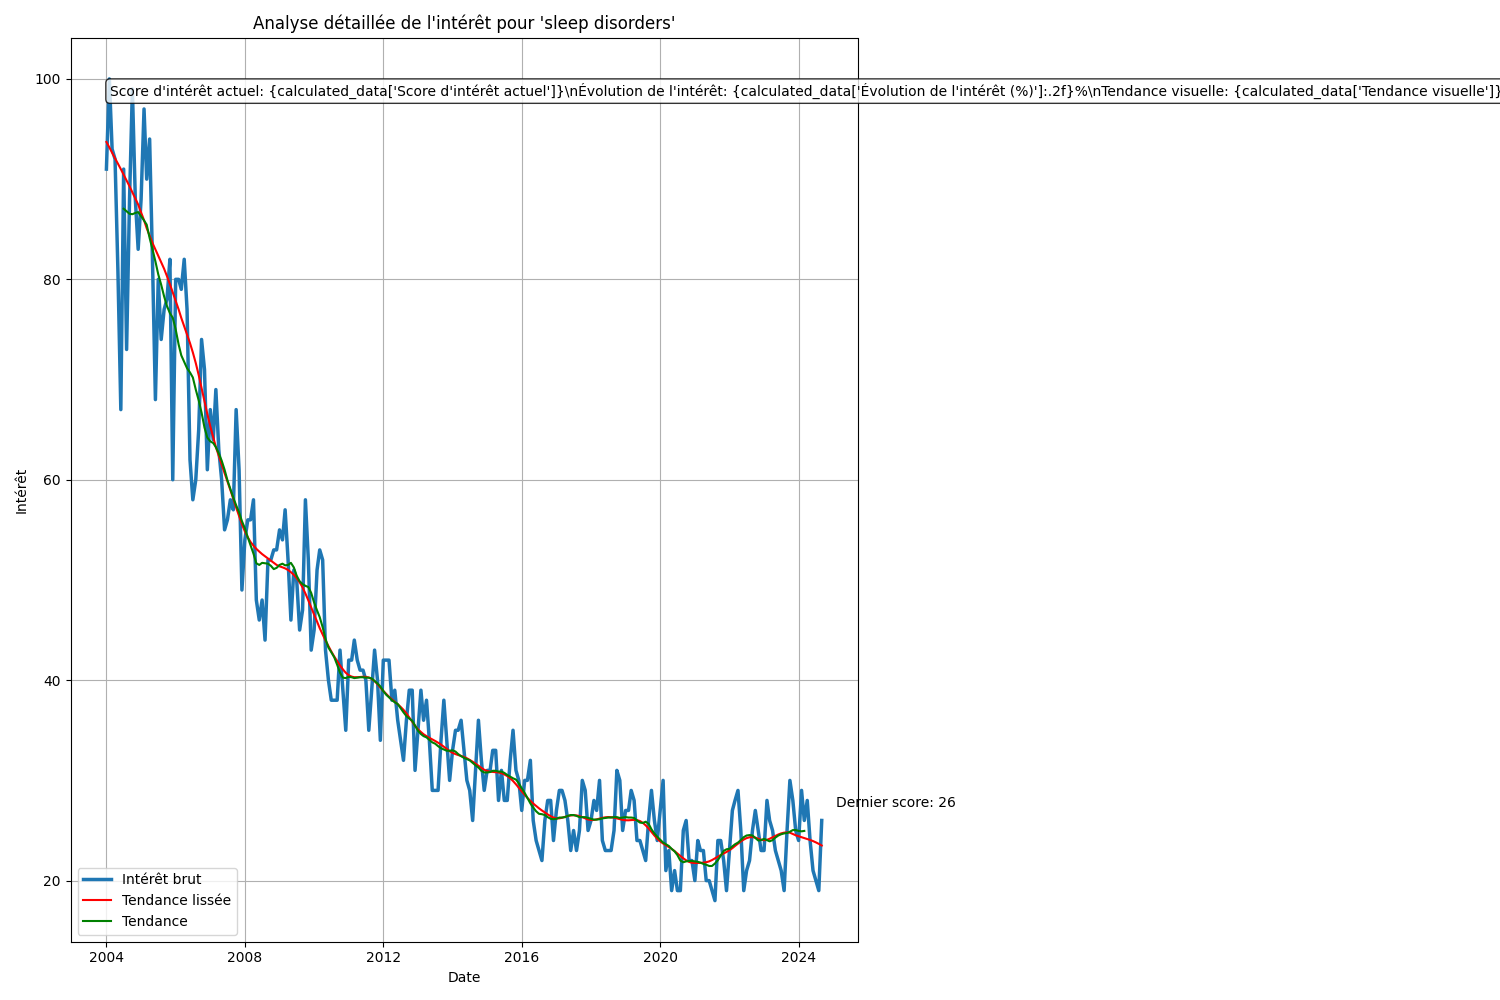 Analyse détaillée de l'intérêt pour 'sleep disorders'
100
Score d'intérêt actuel: {calculated_data['Score d'intérêt actuel']}\nÉvolution de l'intérêt: {calculated_data['Évolution de l'intérêt (%)']:.2f}%\nTendance visuelle: {calculated_data['Tendance visuelle']}
80
60
Intérêt
40
Dernier score: 26
20
Intérêt brut
Tendance lissée
Tendance
2004 2008 2012 2016 2020 2024
Date